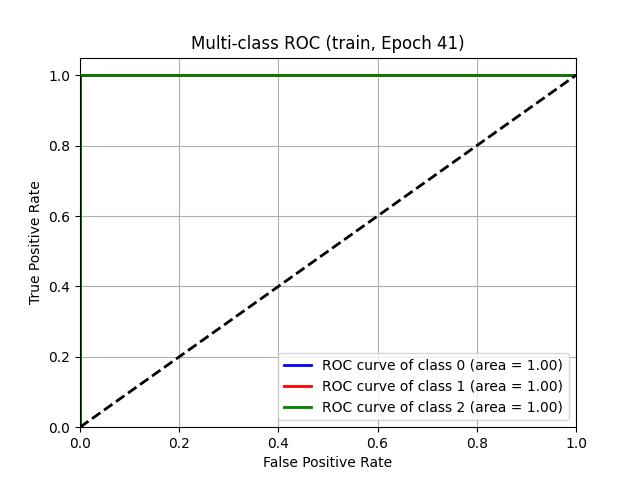 Multi-class ROC (train, Epoch 41)
True Positive Rate
1.0
0.8
0.6
0.4
0.2
0.0
ROC curve of class 0 (area = 1.00)
ROC curve of class 1 (area = 1.00)
ROC curve of class 2 (area = 1.00)
0.0 0.2 0.4 0.6 0.8 1.0
False Positive Rate